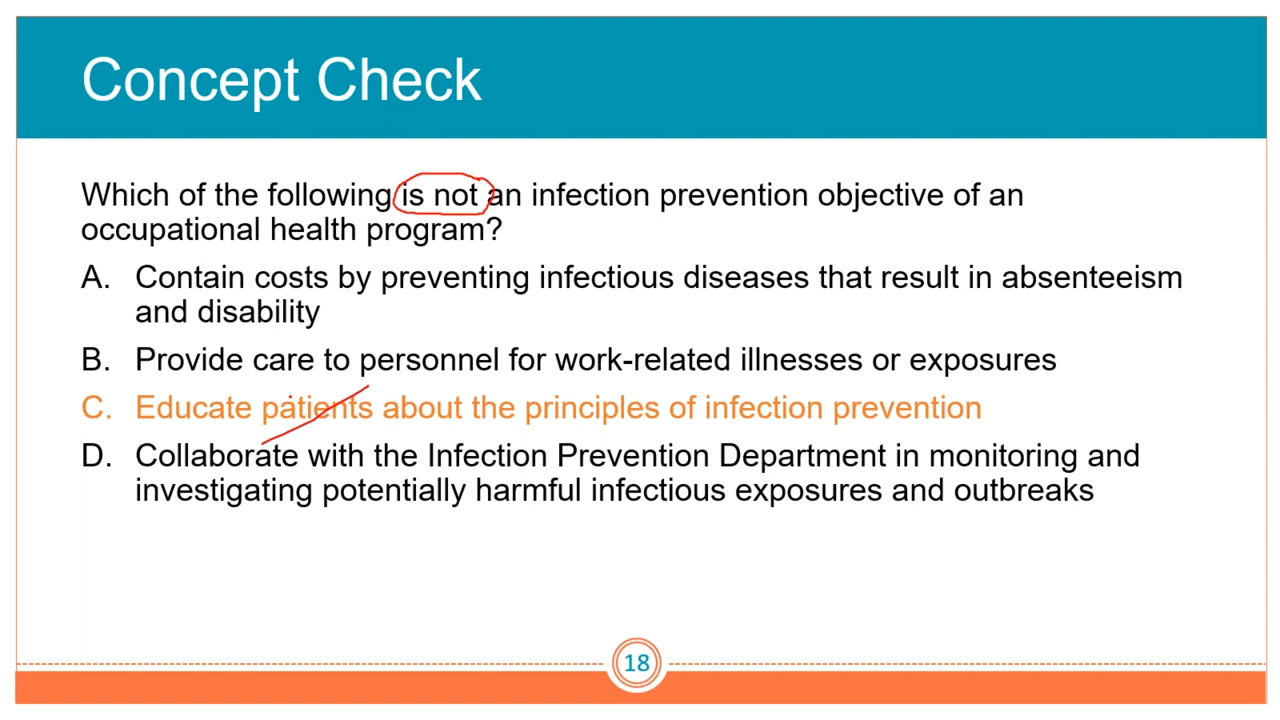 Concept Check
Which of the following is not an infection prevention objective of an
occupational health program?
A. Contain costs by preventing infectious diseases that result in absenteeism
and disability
B. Provide care to personnel for work-related illnesses or exposures
C. Educate patients about the principles of infection prevention
D. Collaborate with the Infection Prevention Department in monitoring and
investigating potentially harmful infectious exposures and outbreaks
18